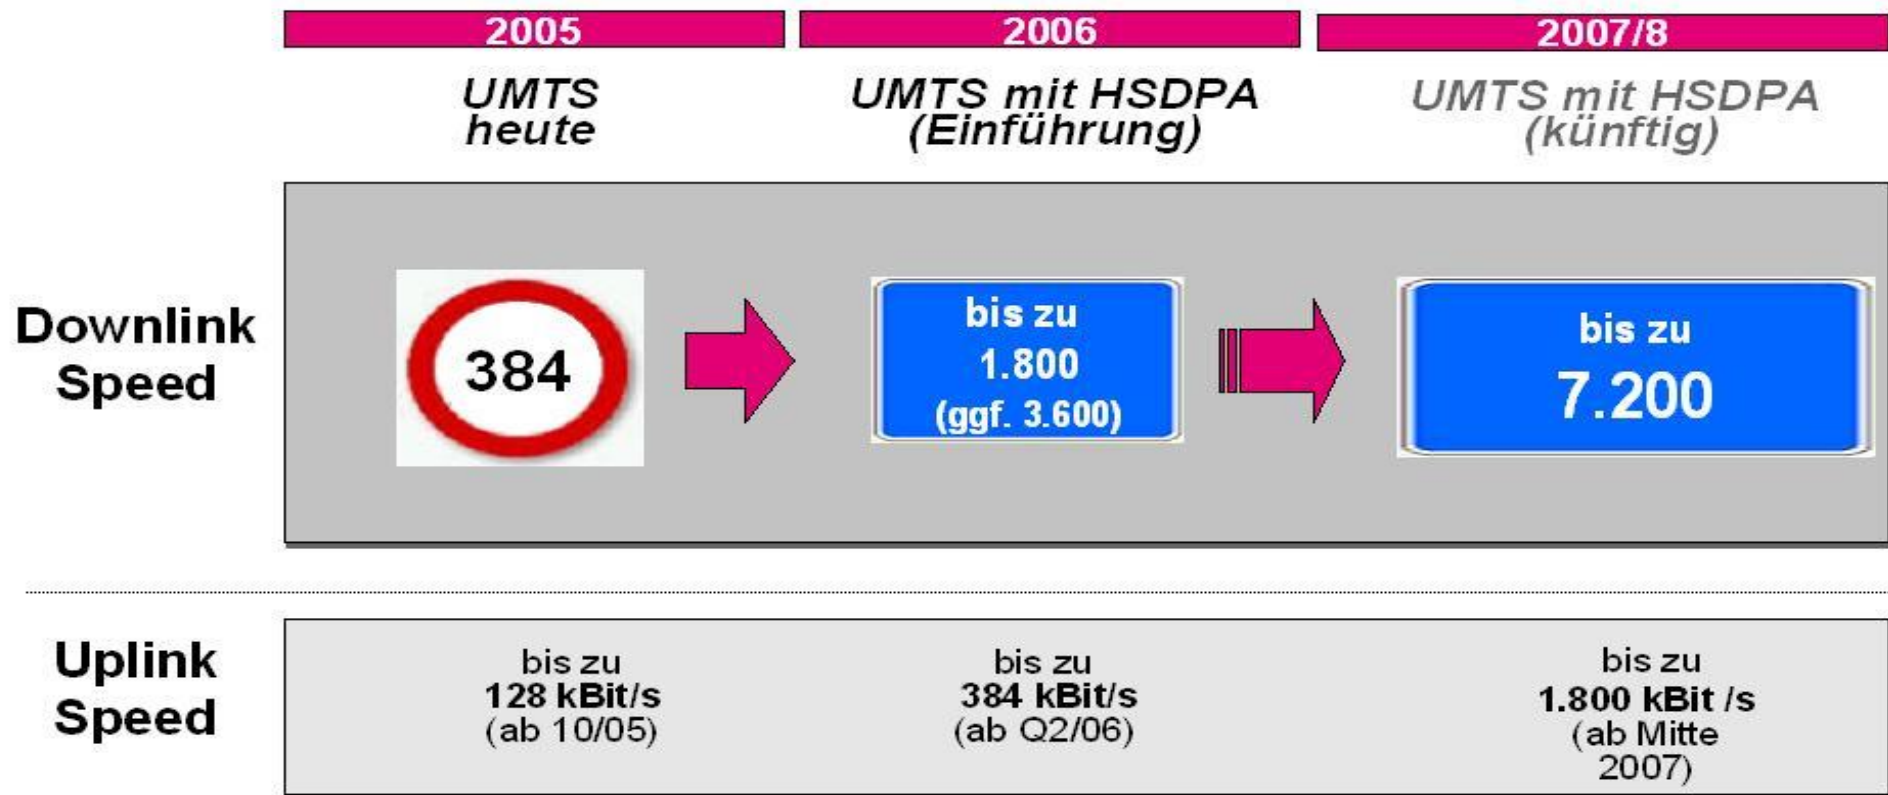 2005
2006
2007/8
UMTS
heute
UMTS mit HSDPA
(Einführung)
UMTS mit HSDPA
(künftig)
Downlink
Speed
384
bis zu
1.800
(ggf. 3.600)
bis zu
7.200
Uplink
Speed
bis zu
128 kBit/s
(ab 10/05)
bis zu
384 kBit/s
(ab Q2/06)
bis zu
1.800 kBit /s
(ab Mitte
2007)